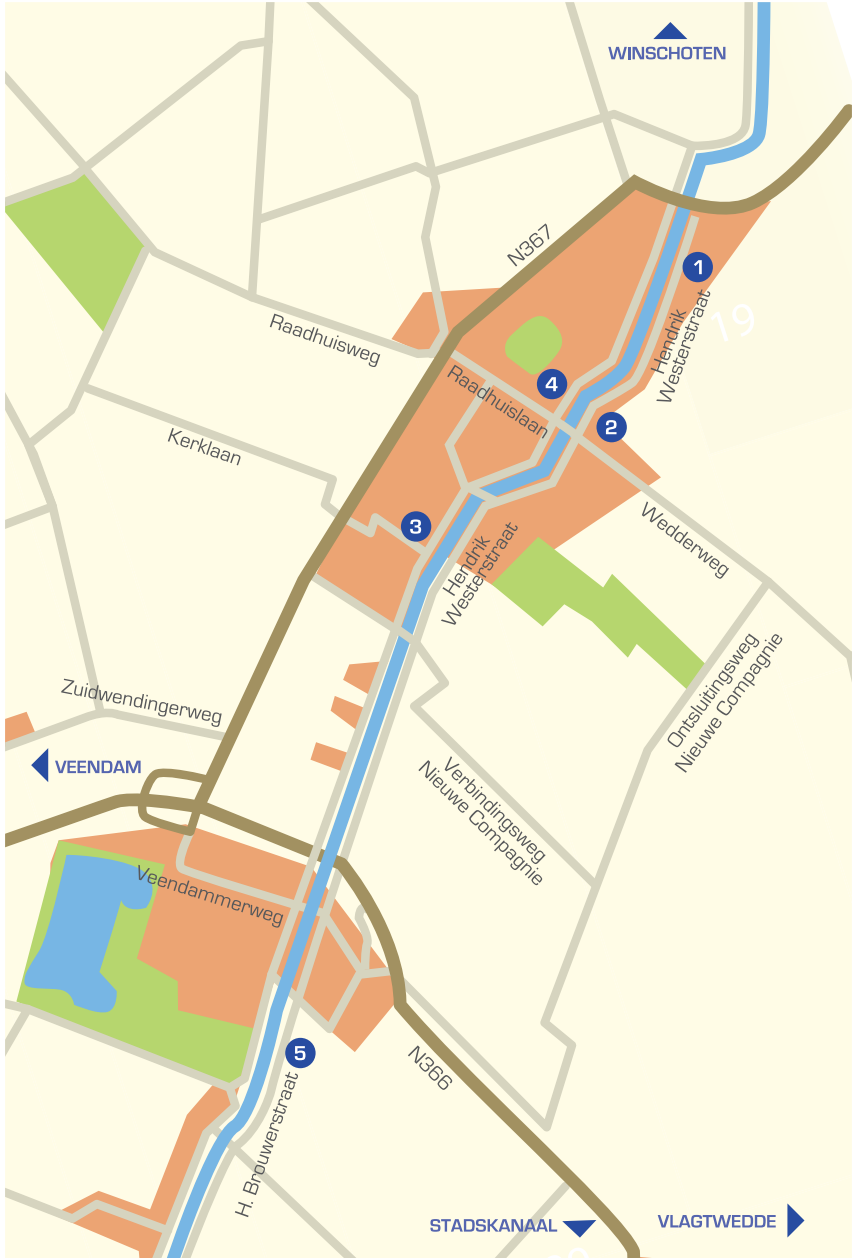 WINSCHOTEN
N367
1
19
Hendrik
Westerstraat
Raadhuisweg
Raadhuislaan
4
2
Kerklaan
3
Wedderweg
Hendrik
Westerstraat
Ontsluitingsweg
Nieuwe Compagnie
Zuidwendingerweg
VEENDAM
Verbindingsweg
Nieuwe Compagnie
Veendammerweg
5
N366
H. Brouwerstraat
STADSKANAAL
VLAGTWEDDE